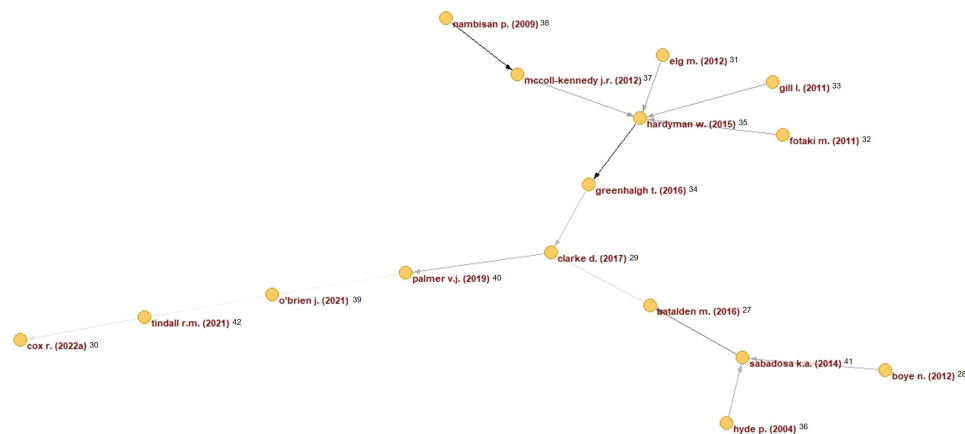 nambisan p. (2009) 38
elg m. (2012) 31
mccoll-kennedy j.r. (2012) 37
gill l. (2011) 33
hardyman w. (2015) 35
fotaki m. (2011) 32
greenhalgh t. (2016) 34
clarke d. (2017) 29
palmer v.j. (2019) 40
o'brien j. (2021) 39
batalden m. (2016) 27
tindall r.m. (2021) 42
cox r. (2022a) 30
sabadosa k.a. (2014) 41
boye n. (2012) 28
hyde p. (2004) 36